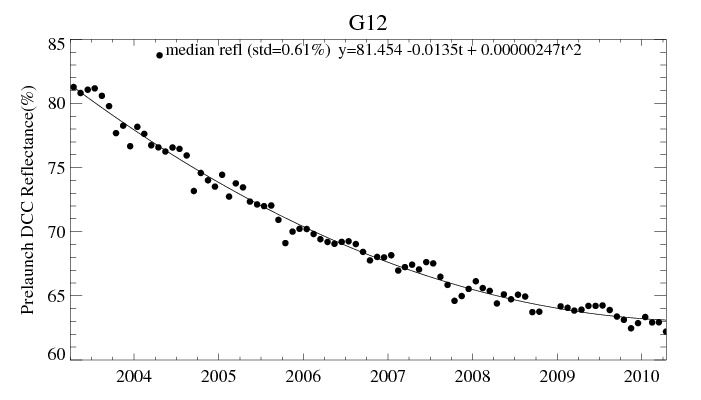 G12
median refl (std=0.61%) y=81.454 -0.0135t + 0.00000247t^2
Prelaunch DCC Reflectance(%)
85
80
75
70
65
60
2004 2005 2006 2007 2008 2009 2010